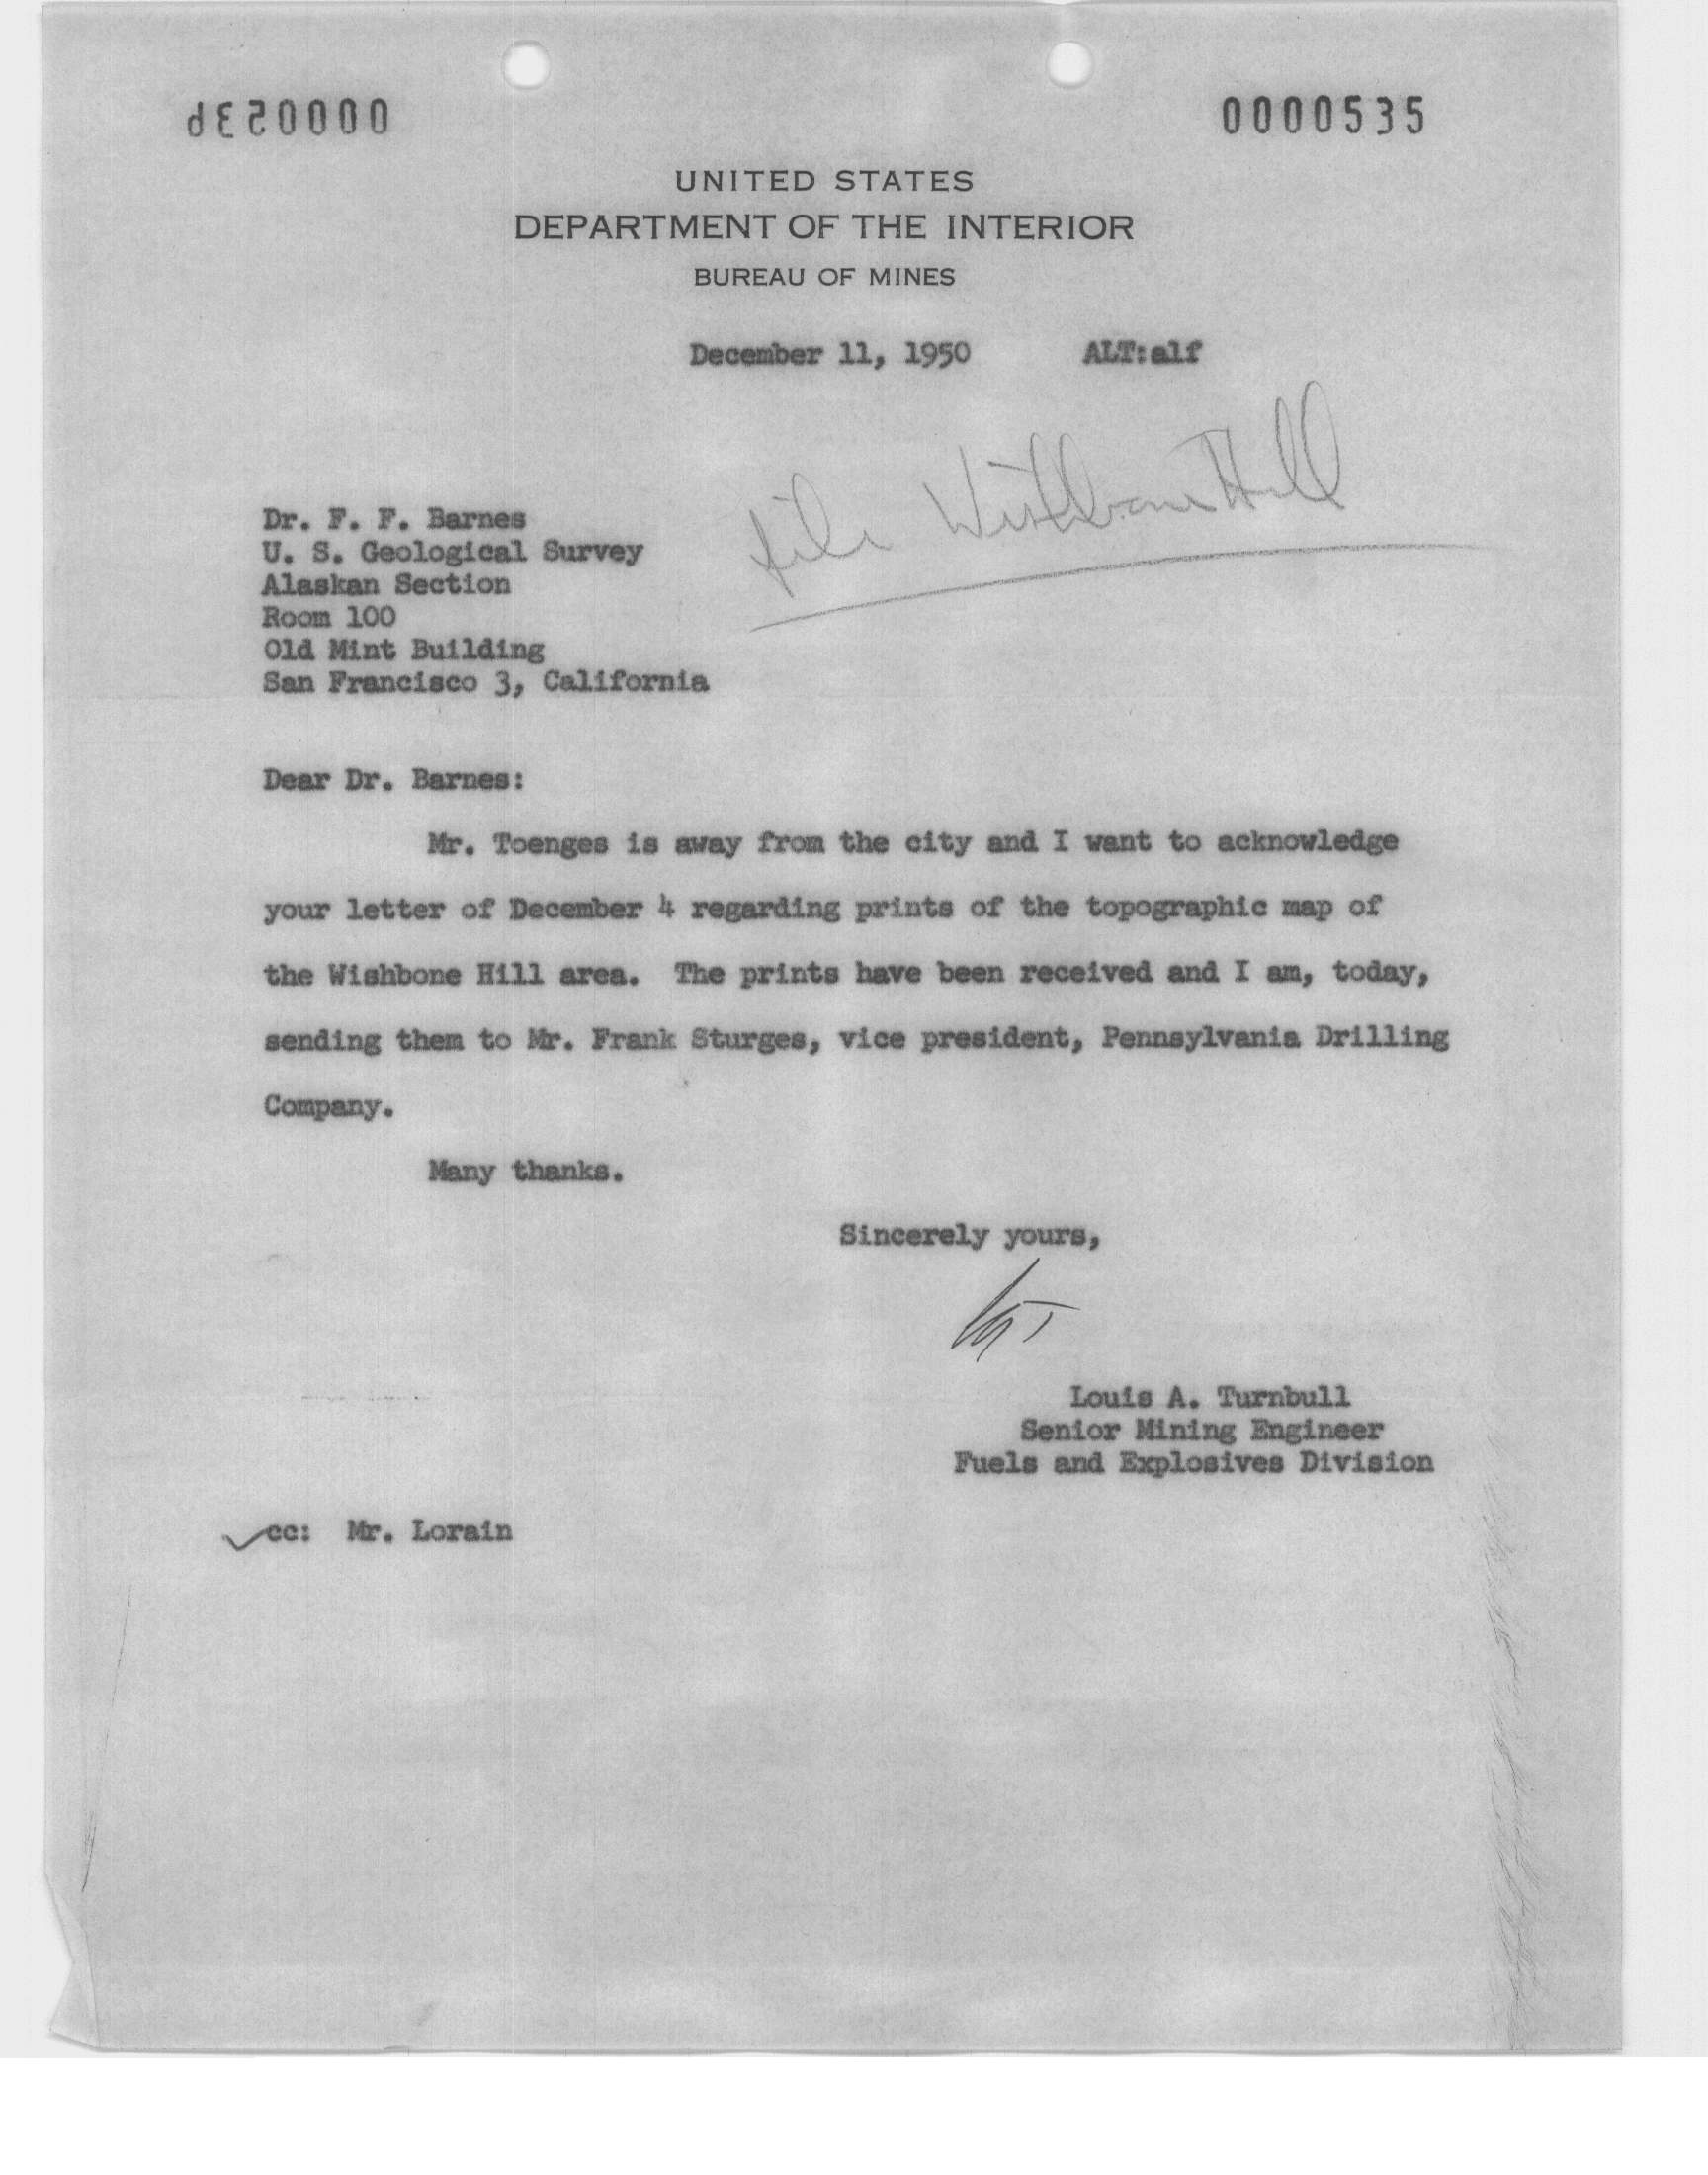 0000535
UNITED STATES
DEPARTMENT OF THE INTERIOR
BUREAU OF MINES
December 11, 1950 ALT:alf
file Wishbone Hill
Dr. F. F. Barnes
U. S. Geological Survey
Alaskan Section
Room 100
Old Mint Building
San Francisco 3, California
Dear Dr. Barnes:
Mr. Toenges is away from the city and I want to acknowledge
your letter of December 4 regarding prints of the topographic map of
the Wishbone Hill area. The prints have been received and I am, today,
sending them to Mr. Frank Sturges, vice president, Pennsylvania Drilling
Company.
Many thanks.
Sincerely yours,
Louis A. Turnbull
Senior Mining Engineer
Fuels and Explosives Division
cc: Mr. Lorain